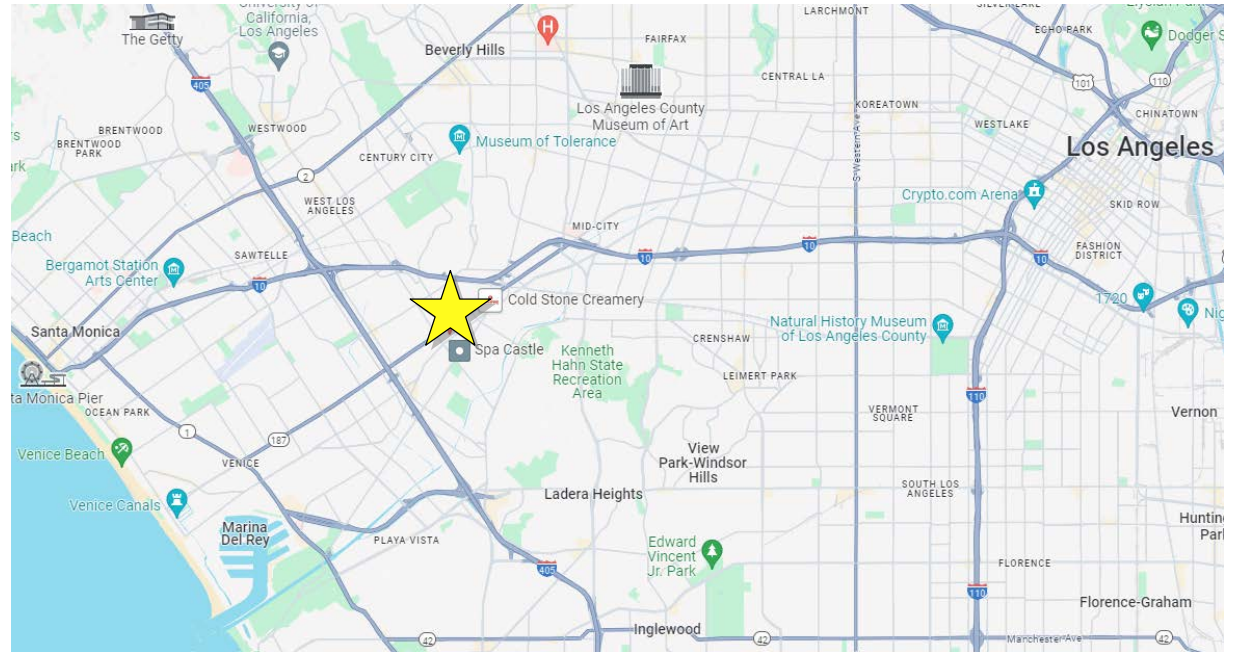 University of
California,
Los Angeles
The Getty
LARCHMONT
ECHO PARK
Dodger S
Beverly Hills
H
FAIRFAX
405
CENTRAL LA
101
110
Los Angeles County
Museum of Art
KOREATOWN
CHINATOWN
BRENTWOOD
WESTWOOD
WESTLAKE
BRENTWOOD
PARK
rk
Museum of Tolerance
CENTURY CITY
S Western Ave
Los Angeles
2
Crypto.com Arena
SKID ROW
WEST LOS
ANGELES
MID-CITY
Beach
SAWTELLE
10
10
10
FASHION
DISTRICT
Bergamot Station
Arts Center
10
Cold Stone Creamery
1720
Nig
Santa Monica
Natural History Museum
of Los Angeles County
CRENSHAW
Spa Castle
Kenneth
Hahn State
Recreation
Area
LEIMERT PARK
ta Monica Pier
OCEAN PARK
110
VERMONT
SQUARE
Vernon
1
187
Venice Beach
VENICE
View
Park-Windsor
Hills
SOUTH LOS
ANGELES
Ladera Heights
Venice Canals
Marina
Del Rey
PLAYA VISTA
Edward
Vincent
Jr. Park
Hunting
Parl
405
FLORENCE
110
Florence-Graham
Inglewood
42
42
Manchester Ave
42